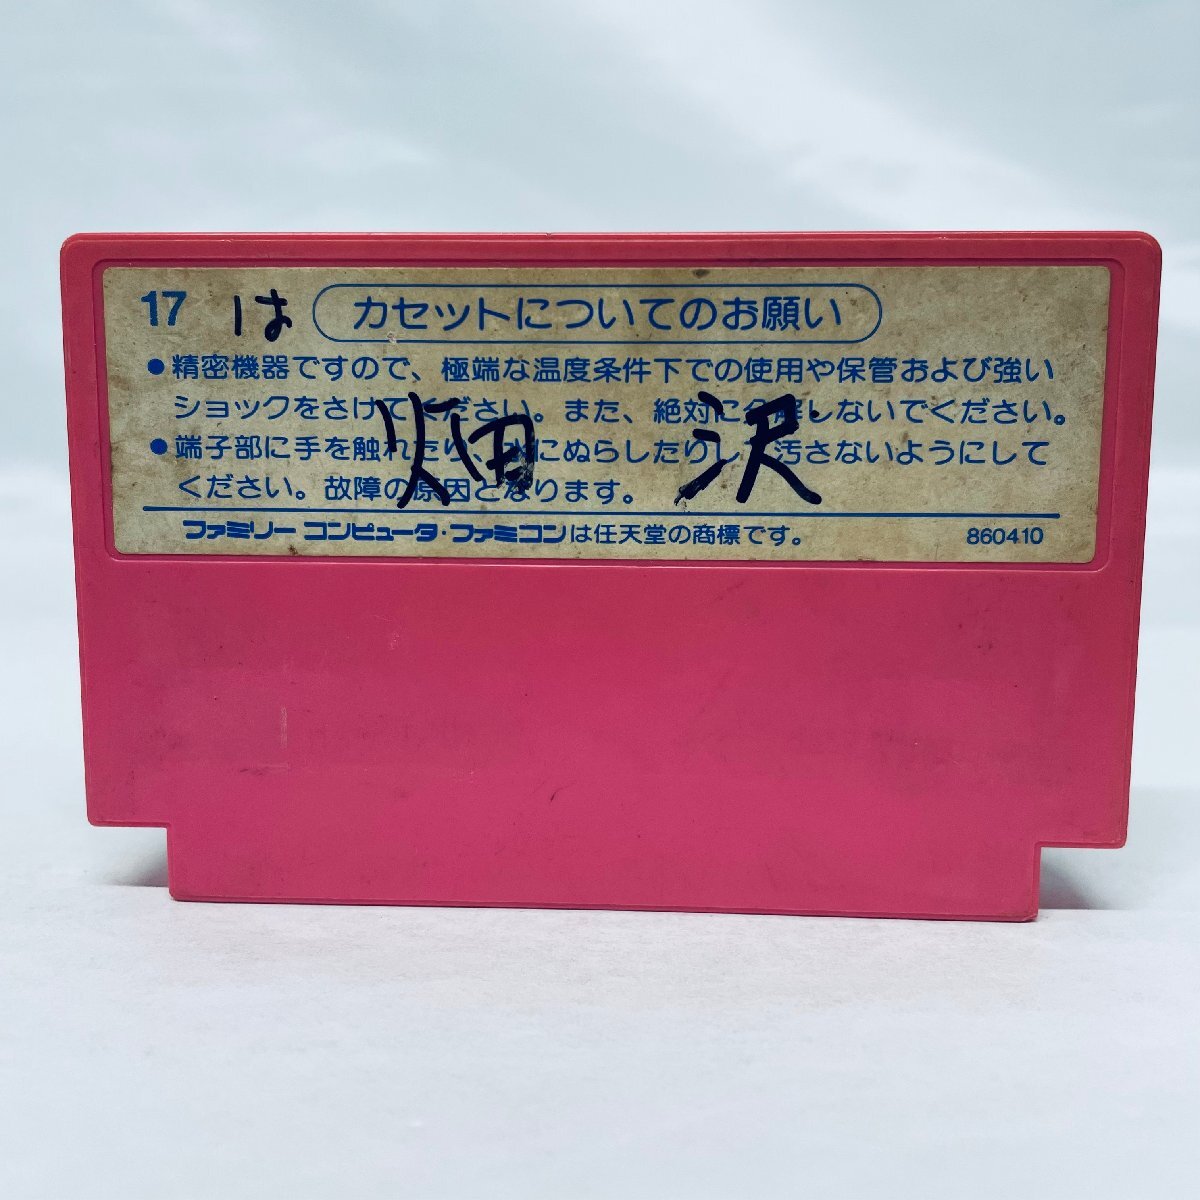 17 は カセットについてのお願い
●精密機器ですので、極端な温度条件下での使用や保管および強い
ショックをさけてください。また、絶対に分解しないでください。
●端子部に手を触れたり、水にぬらしたりし、汚さないようにして
ください。故障の原因となります。
畑 沢
ファミリーコンピュータ・ファミコンは任天堂の商標です。 860410